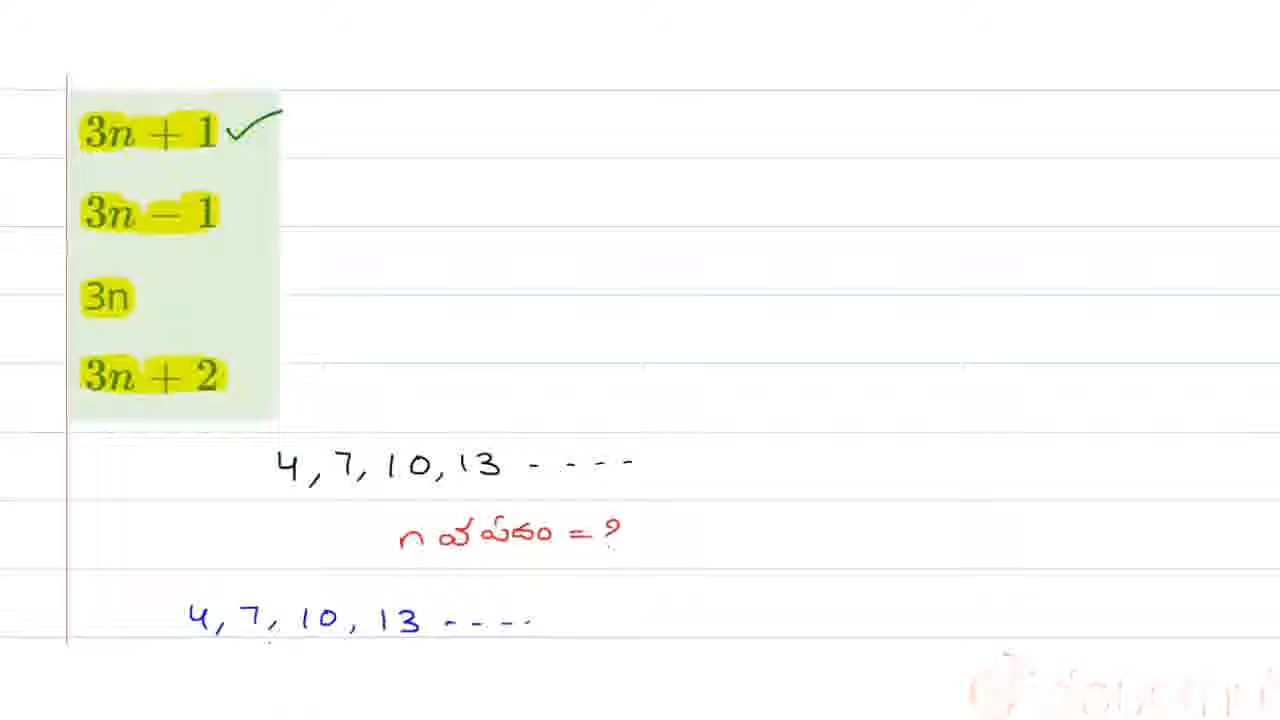 3n + 1
3n − 1
3n
3n + 2
4, 7, 10, 13 - - - -
n వ పదం = ?
4, 7, 10, 13 - - - -